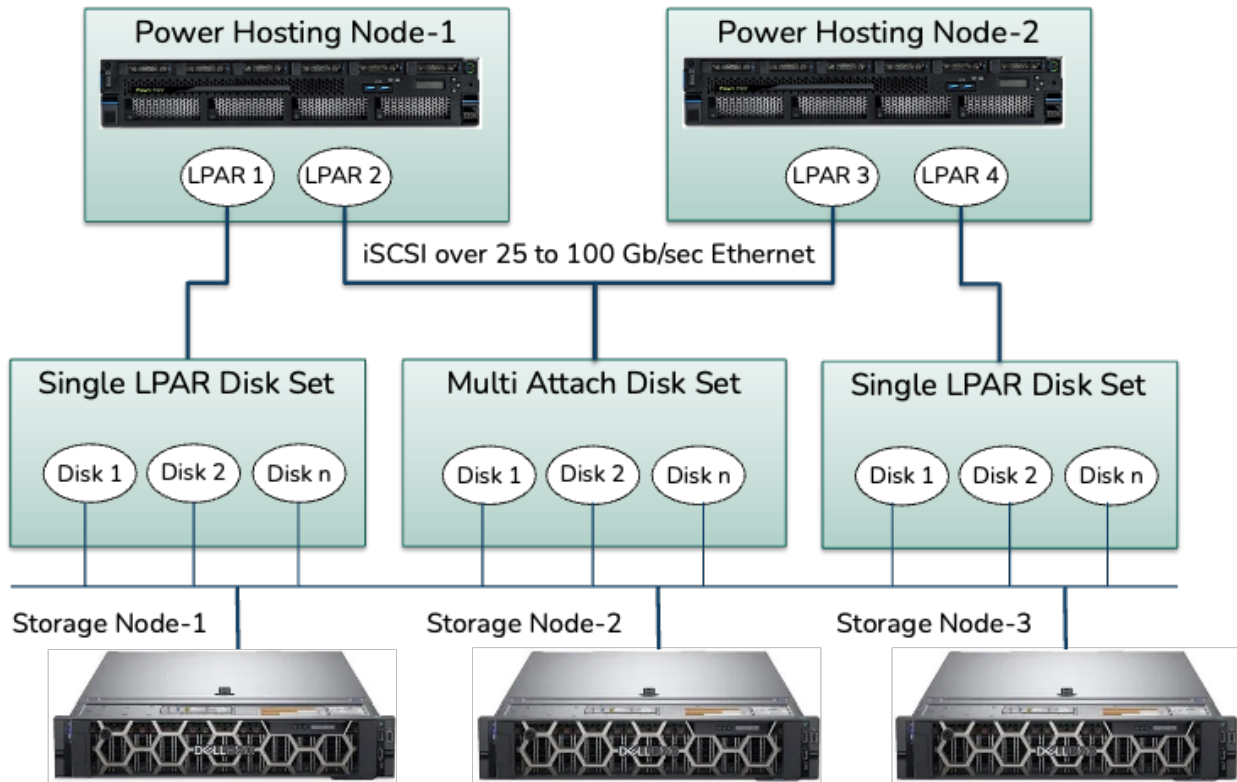 Power Hosting Node-1
Power Hosting Node-2
LPAR 1
LPAR 2
LPAR 3
LPAR 4
iSCSI over 25 to 100 Gb/sec Ethernet
Single LPAR Disk Set
Multi Attach Disk Set
Single LPAR Disk Set
Disk 1
Disk 2
Disk n
Disk 1
Disk 2
Disk n
Disk 1
Disk 2
Disk n
Storage Node-1
Storage Node-2
Storage Node-3
DELLEMC
DELLEMC
DELLEMC